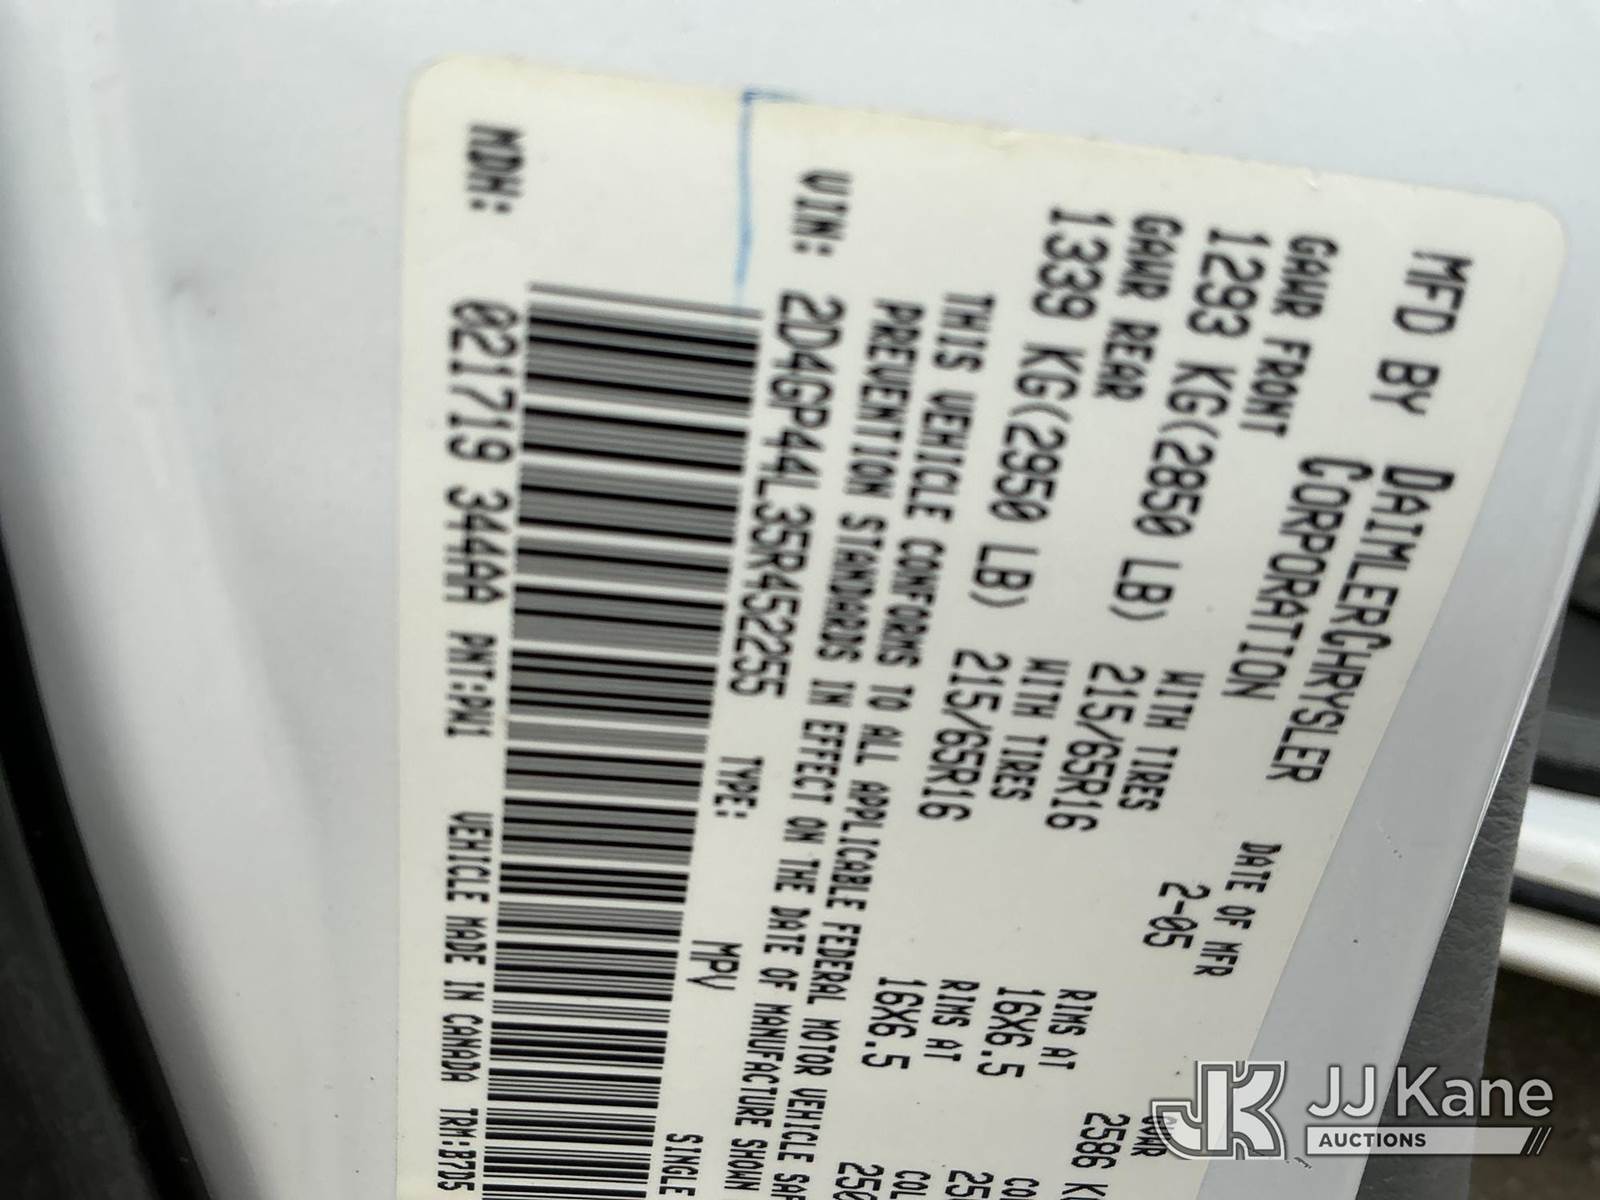 MFD BY DAIMLERCHRYSLER
CORPORATION
DATE OF MFR
2-05
GVWR
2586 K
GAWR FRONT
1293 KG(2850 LB)
WITH TIRES
215/65R16
RIMS AT
16X6.5
GAWR REAR
1339 KG(2950 LB)
WITH TIRES
215/65R16
RIMS AT
16X6.5
THIS VEHICLE CONFORMS TO ALL APPLICABLE FEDERAL MOTOR VEHICLE SAF
PREVENTION STANDARDS IN EFFECT ON THE DATE OF MANUFACTURE SHOWN
VIN: 2D4GP44L35R452255 TYPE: MPV SINGLE
MDH: 021719 344AA PNT:PW1 VEHICLE MADE IN CANADA TRM:B7D5
JK JJ Kane
AUCTIONS